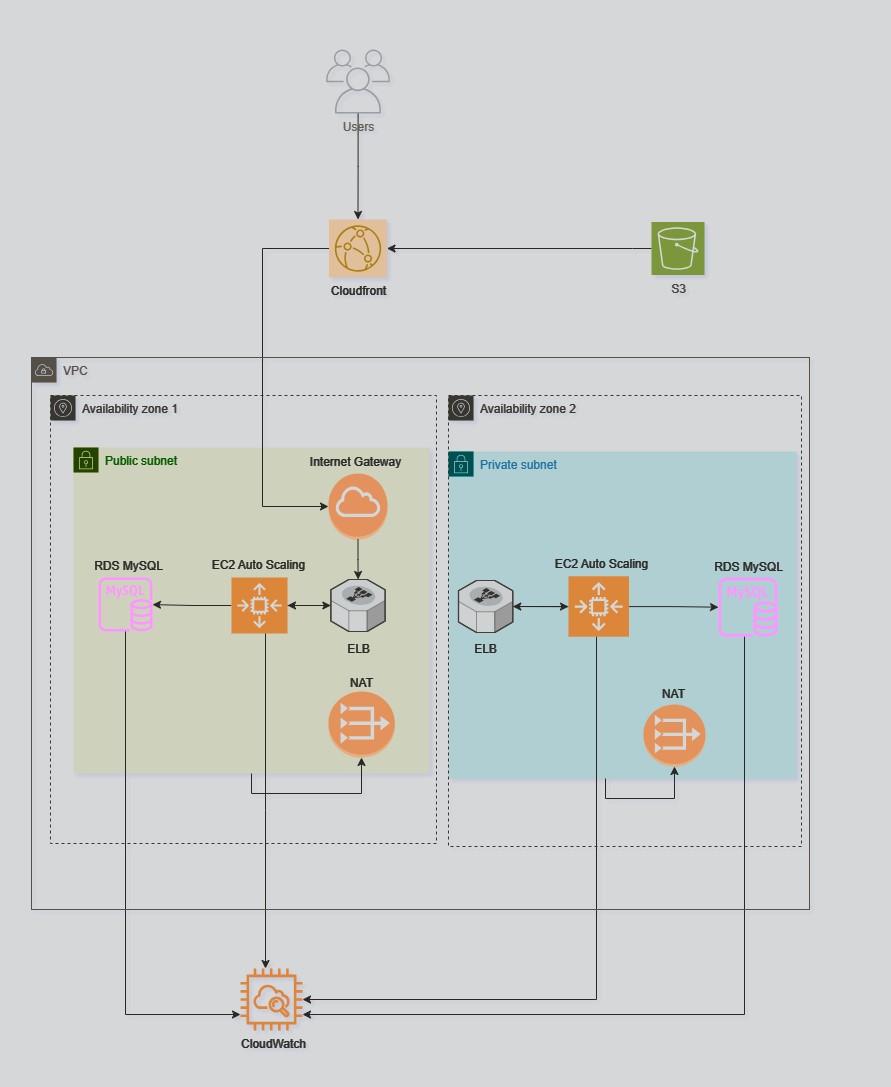 Users
Cloudfront
S3
VPC
Availability zone 1
Availability zone 2
Public subnet
Internet Gateway
Private subnet
RDS MySQL
MySQL
EC2 Auto Scaling
ELB
NAT
EC2 Auto Scaling
RDS MySQL
MySQL
ELB
NAT
CloudWatch